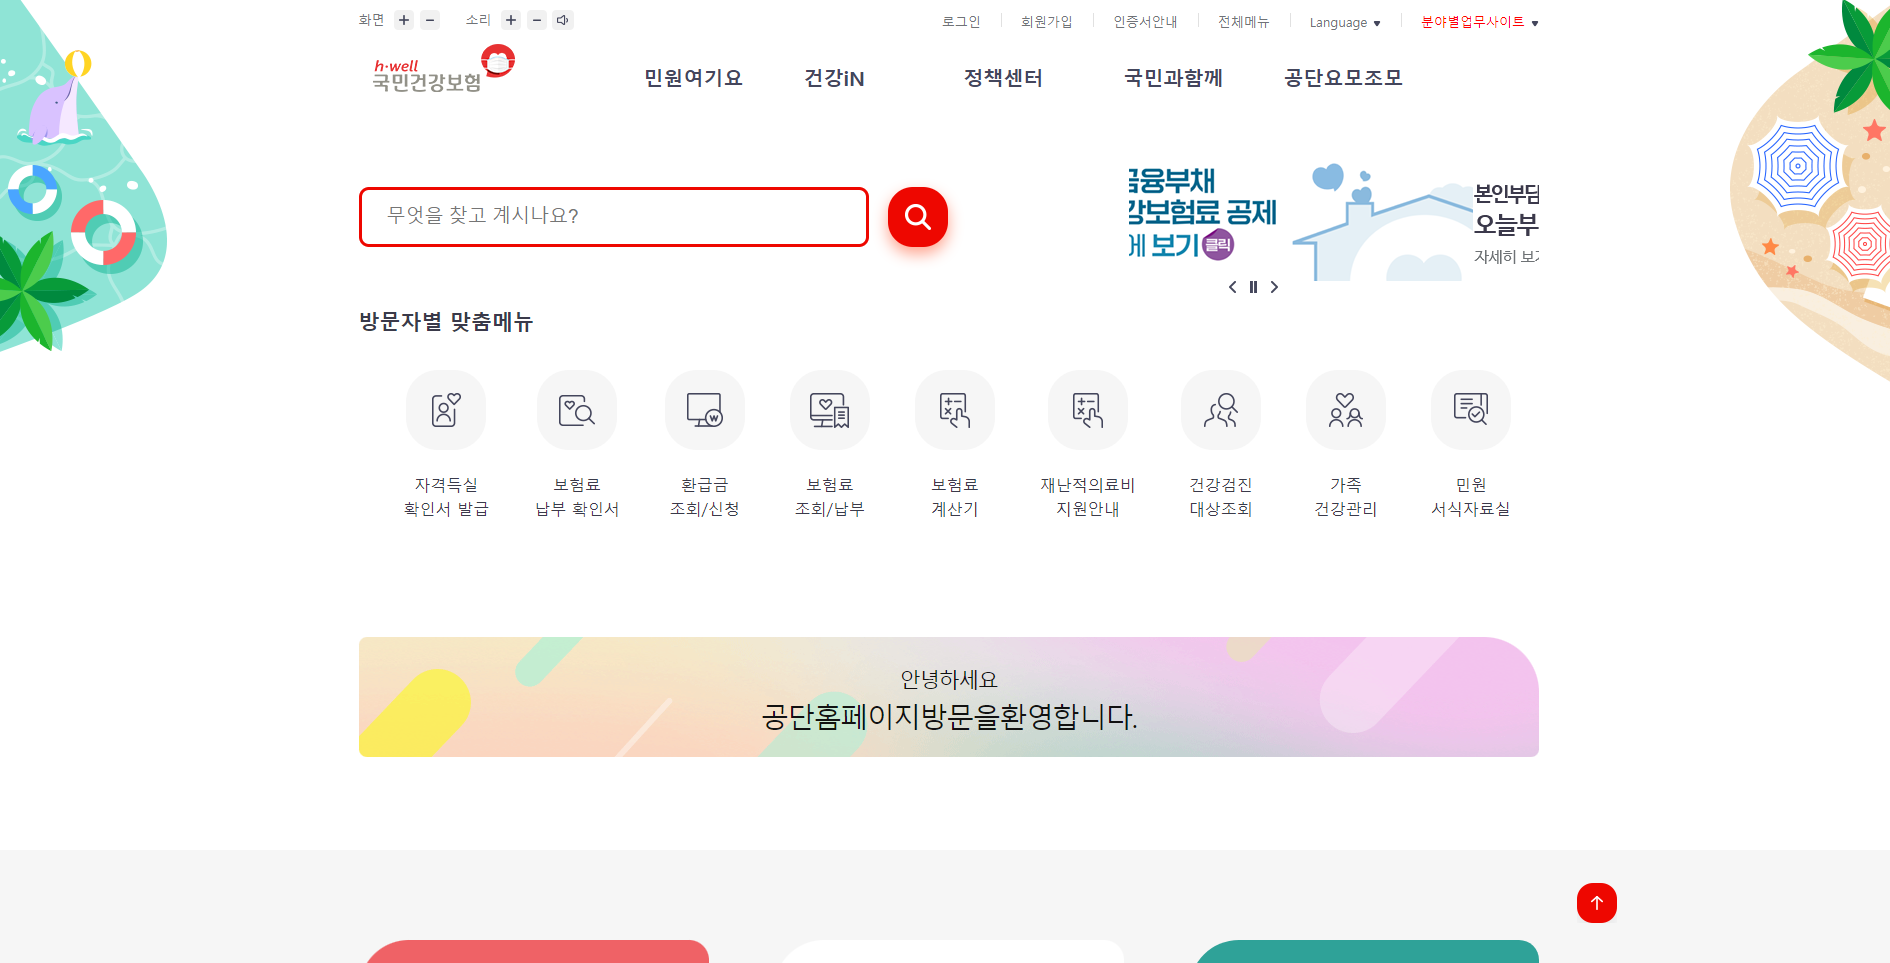 화면
소리
로그인
회원가입
인증서안내
전체메뉴
Language
분야별업무사이트
h·well
국민건강보험
민원여기요
건강iN
정책센터
국민과함께
공단요모조모
무엇을 찾고 계시나요?
금융부채
강보험료 공제
에 보기 클릭
본인부담
오늘부
자세히 보기
방문자별 맞춤메뉴
자격득실
확인서 발급
보험료
납부 확인서
환급금
조회/신청
보험료
조회/납부
보험료
계산기
재난적의료비
지원안내
건강검진
대상조회
가족
건강관리
민원
서식자료실
안녕하세요
공단홈페이지방문을환영합니다.